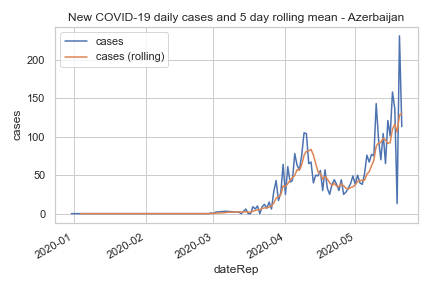 New COVID-19 daily cases and 5 day rolling mean - Azerbaijan
cases
cases (rolling)
200
150
100
50
0
cases
2020-01
2020-02
2020-03
2020-04
2020-05
dateRep